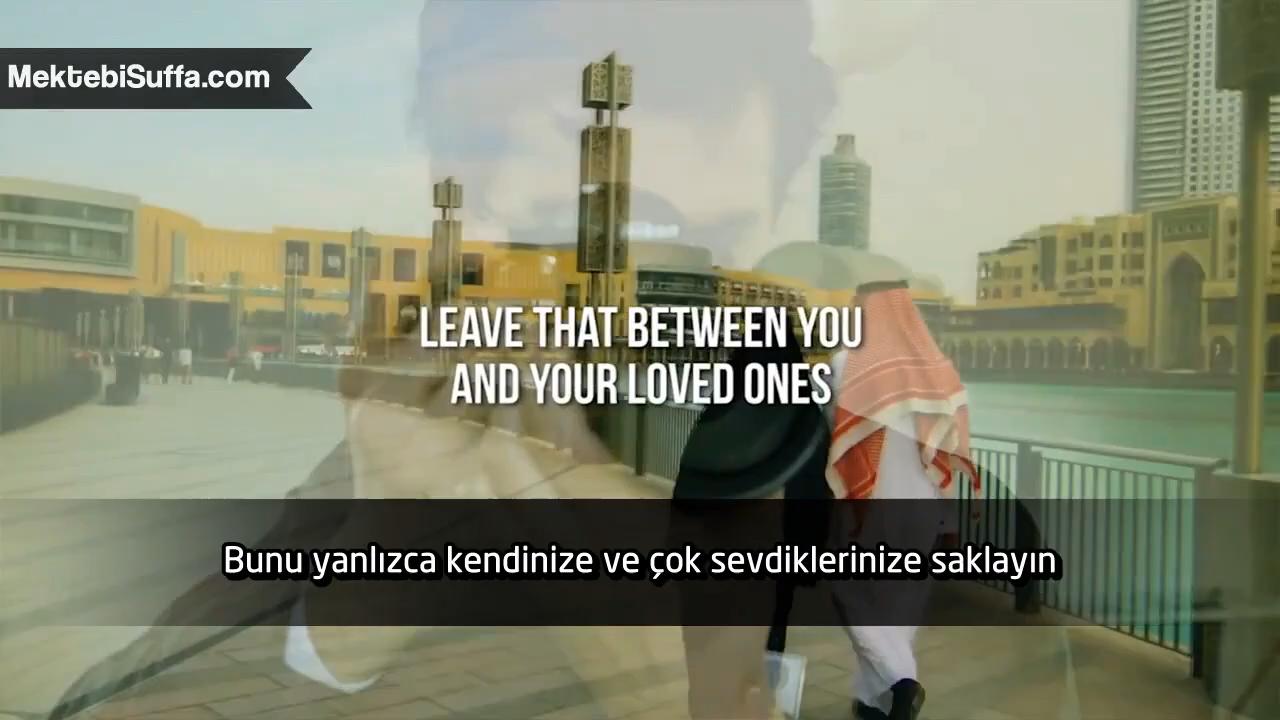 MektebiSuffa.com
LEAVE THAT BETWEEN YOU
AND YOUR LOVED ONES
Bunu yanlızca kendinize ve çok sevdiklerinize saklayın